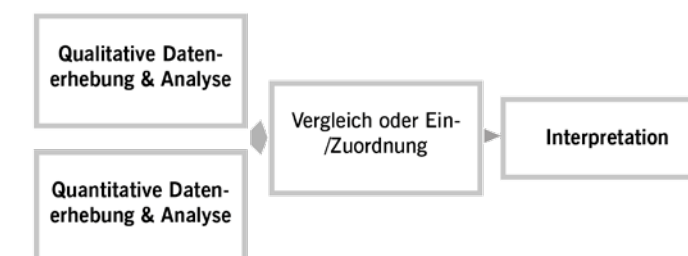 Qualitative Daten-
erhebung & Analyse
Quantitative Daten-
erhebung & Analyse
Vergleich oder Ein-
/Zuordnung
Interpretation